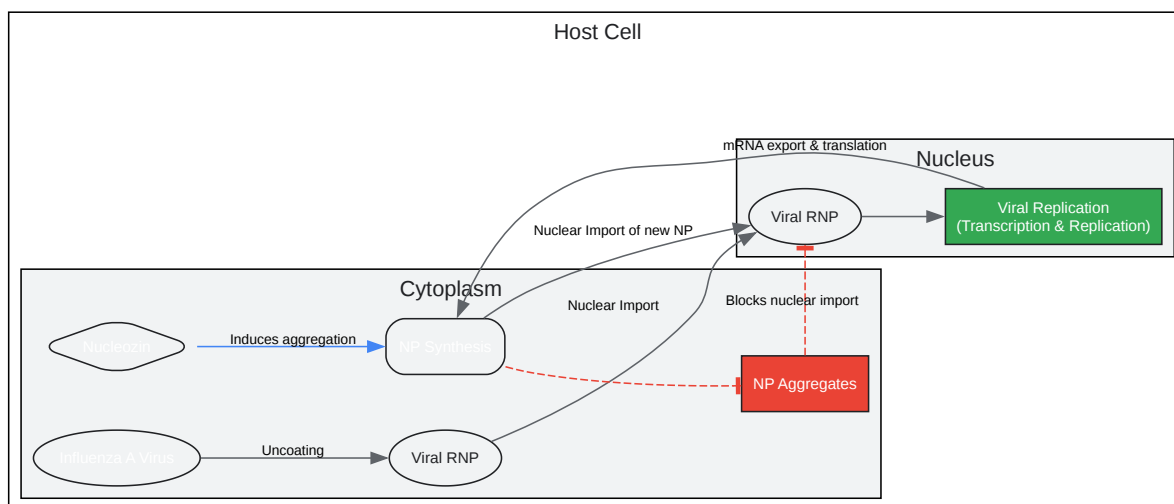 Host Cell
mRNA export & translation
Nucleus
Viral RNP
Viral Replication
(Transcription & Replication)
Nuclear Import of new NP
Cytoplasm
Nuclear Import
Blocks nuclear import
Nucleozin
Induces aggregation
NP Synthesis
NP Aggregates
Influenza A Virus
Uncoating
Viral RNP